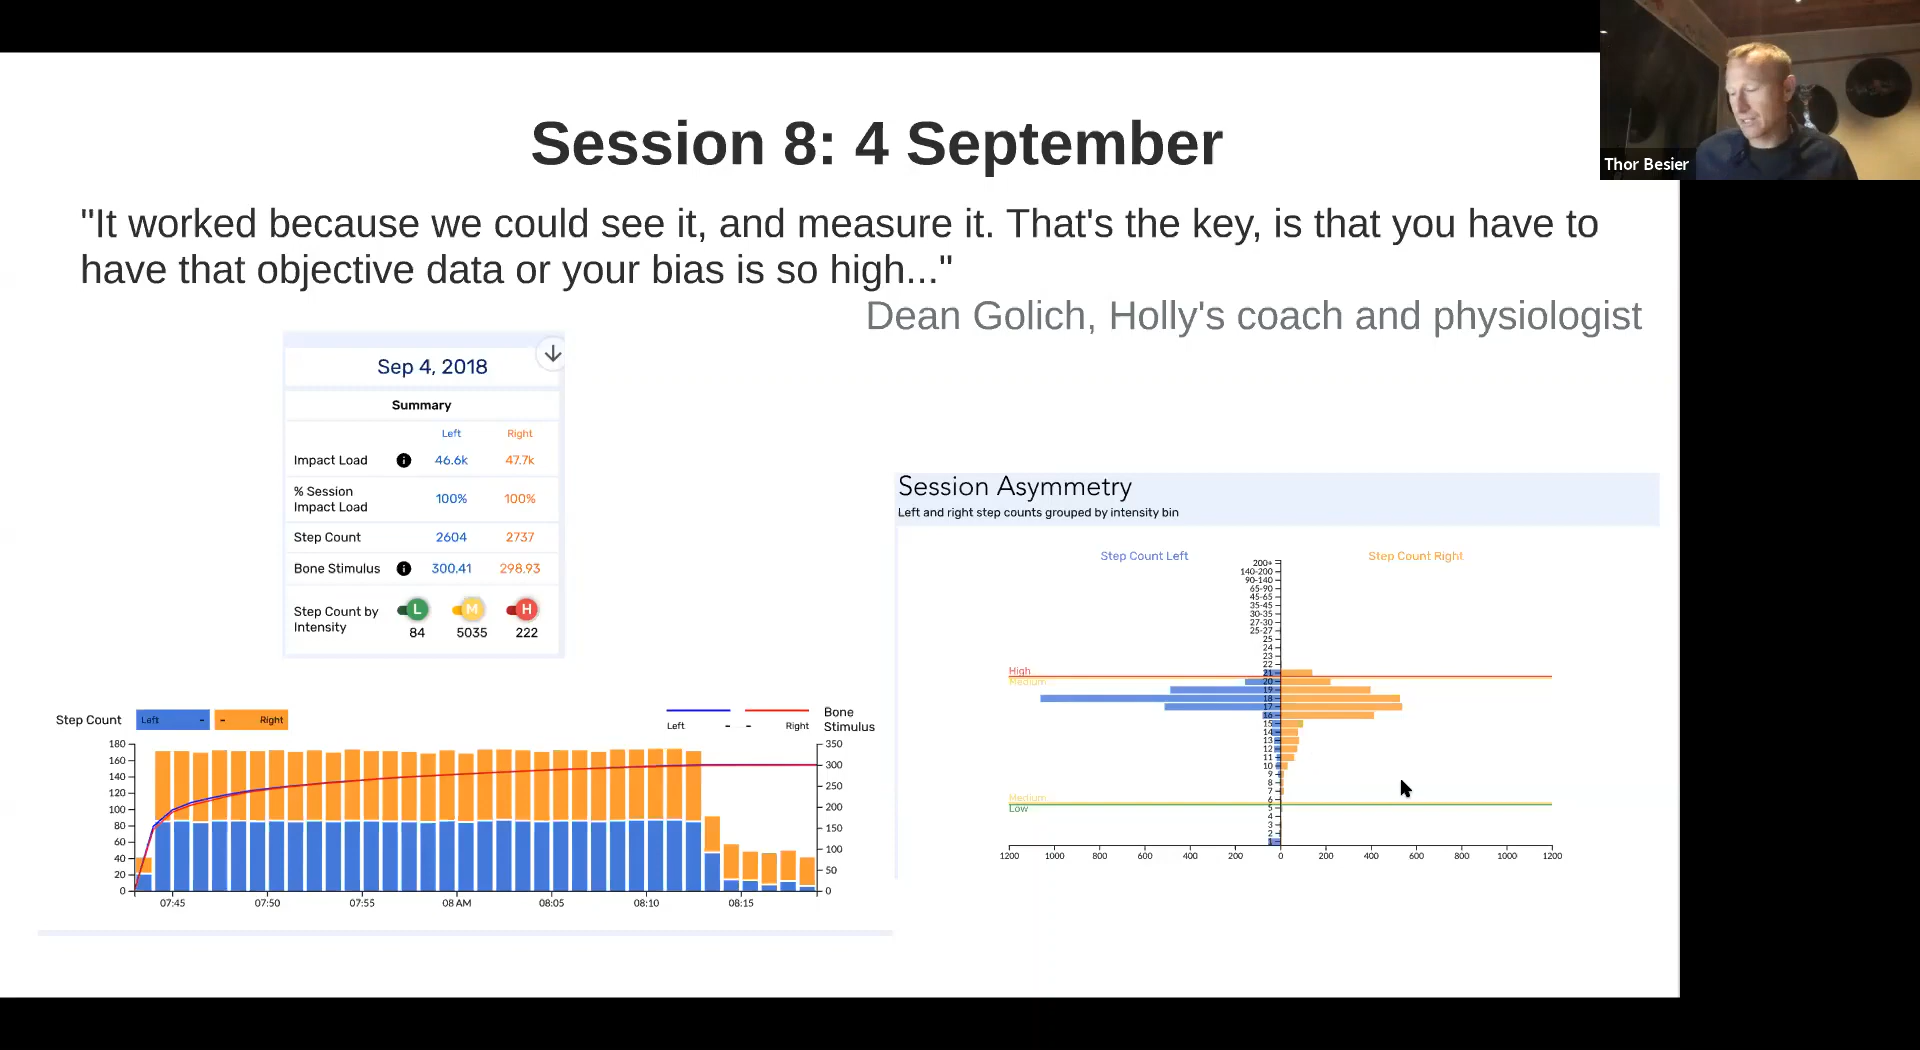 Session 8: 4 September
Thor Besier
"It worked because we could see it, and measure it. That's the key, is that you have to
have that objective data or your bias is so high..."
Dean Golich, Holly's coach and physiologist
Sep 4, 2018
Summary
Left Right
Impact Load i 46.6k 47.7k
% Session
Impact Load 100% 100%
Step Count 2604 2737
Bone Stimulus i 300.41 298.93
Step Count by
Intensity
L M H
84 5035 222
Session Asymmetry
Left and right step counts grouped by intensity bin
Step Count Left Step Count Right
200+
140-200
90-140
65-90
45-65
35-45
30-35
27-30
25-27
25
24
23
22
High
21
Medium
20
19
18
17
16
15
14
13
12
11
10
9
8
7
Medium
6
5
Low
4
3
2
1
1200 1000 800 600 400 200 0 200 400 600 800 1000 1200
Step Count Left - - Right
Left - - Right Bone
Stimulus
180 350
160 300
140 250
120
100 200
80 150
60 100
40
20 50
0 0
07:45 07:50 07:55 08 AM 08:05 08:10 08:15